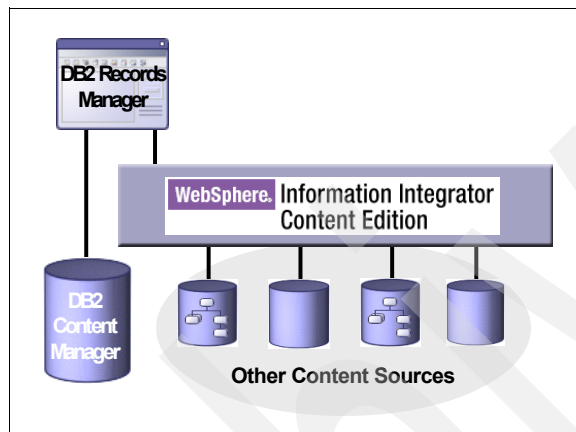 DB2 Records
Manager
WebSphere. Information Integrator
Content Edition
DB2
Content
Manager
Other Content Sources